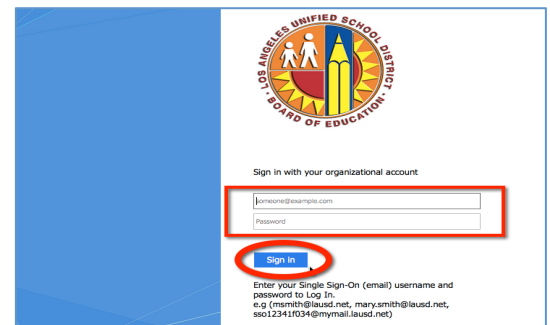 LOS ANGELES UNIFIED SCHOOL DISTRICT
BOARD OF EDUCATION
Sign in with your organizational account
someone@example.com
Password
Sign in
Enter your Single Sign-On (email) username and
password to Log In.
e.g (msmith@lausd.net, mary.smith@lausd.net,
sso12341f034@mymail.lausd.net)